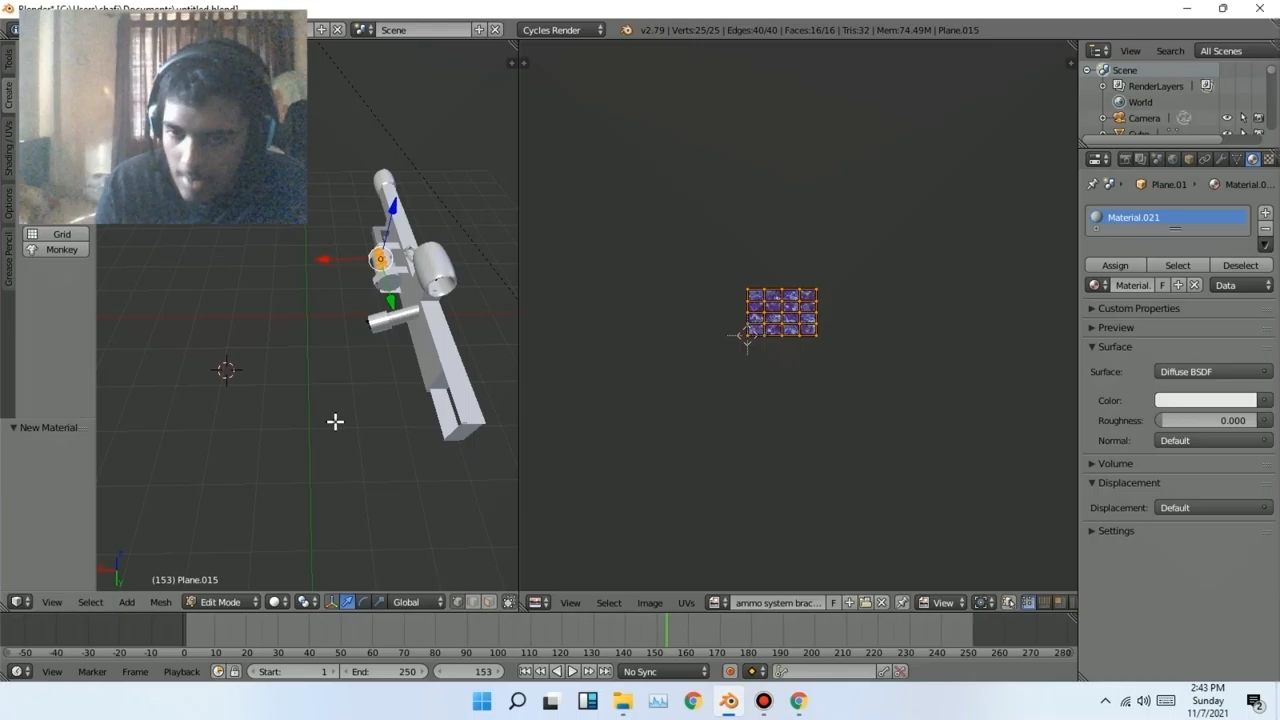 Blender* [C:\Users\shafi\Documents\untitled.blend]
Scene
Cycles Render
v2.79 | Verts:25/25 | Edges:40/40 | Faces:16/16 | Tris:32 | Mem:74.49M | Plane.015
View
Search
All Scenes
Tools
Create
Shading / UVs
Options
Grease Pencil
Scene
RenderLayers
World
Camera
Plane.01
Material.0...
Material.021
Grid
Monkey
Assign
Select
Deselect
Material.
F
Data
Custom Properties
Preview
Surface
Surface:
Diffuse BSDF
Color:
Roughness:
0.000
Normal:
Default
New Material
Volume
Displacement
Displacement:
Default
Settings
(153) Plane.015
View
Select
Add
Mesh
Edit Mode
Global
View
Select
Image
UVs
ammo system brac...
F
View
-50 -40 -30 -20 -10 0 10 20 30 40 50 60 70 80 90 100 110 120 130 140 150 160 170 180 190 200 210 220 230 240 250 260 270 280
View
Marker
Frame
Playback
Start: 1
End: 250
153
No Sync
2:43 PM
Sunday
11/7/2021
2